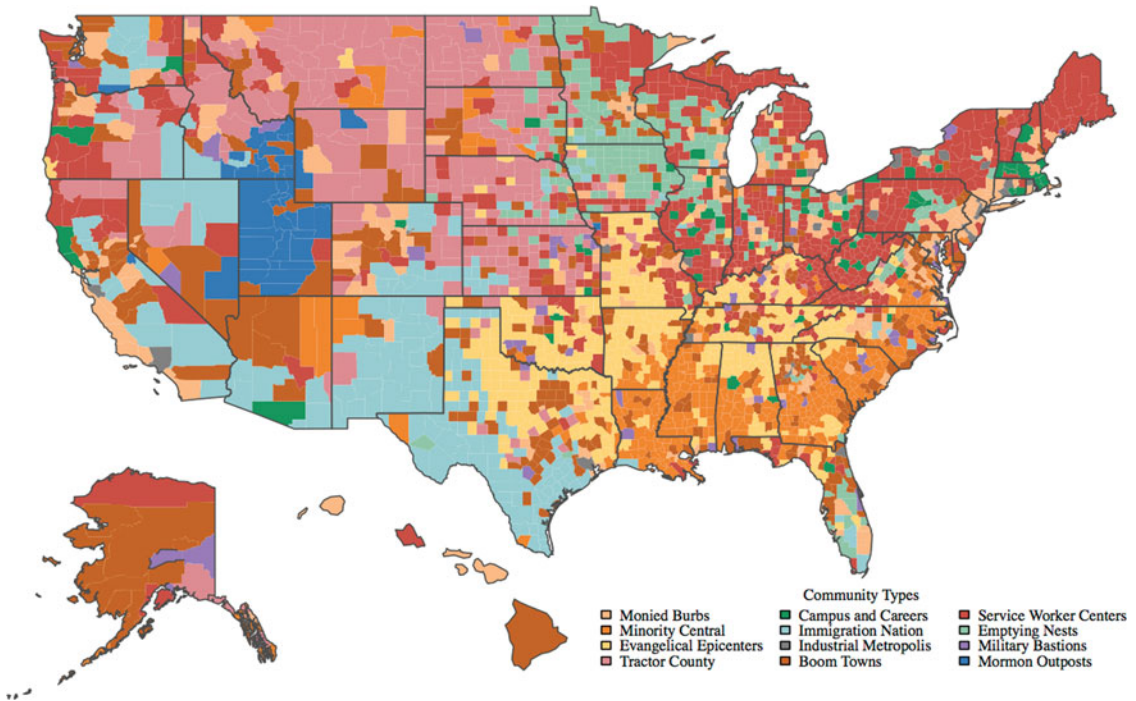 Community Types
Monied Burbs Campus and Careers Service Worker Centers
Minority Central Immigration Nation Emptying Nests
Evangelical Epicenters Industrial Metropolis Military Bastions
Tractor County Boom Towns Mormon Outposts